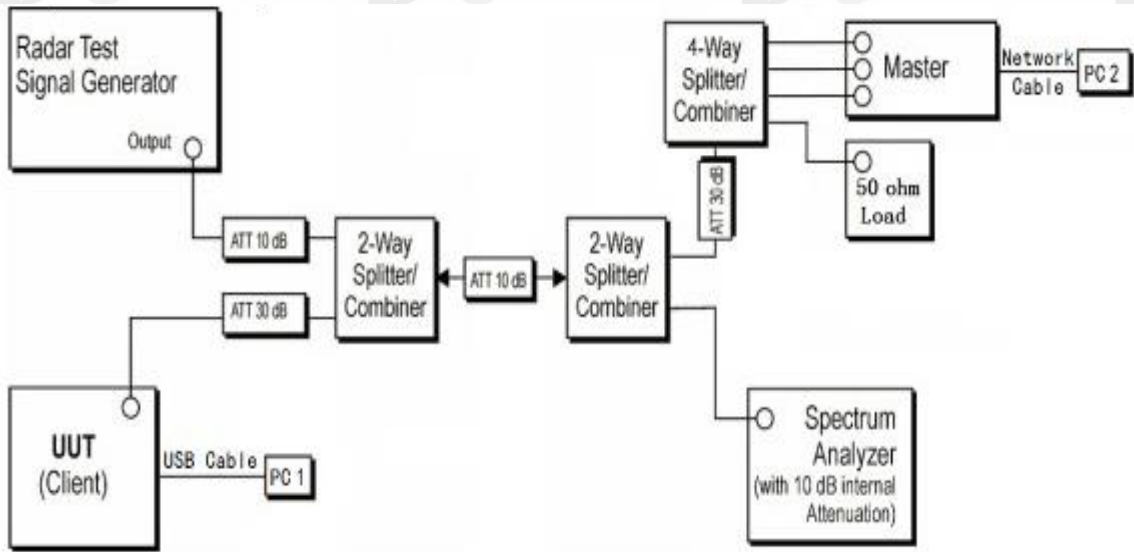 Radar Test
Signal Generator
Output
ATT 10 dB
2-Way
Splitter/
Combiner
ATT 30 dB
ATT 10 dB
2-Way
Splitter/
Combiner
ATT 30 dB
4-Way
Splitter/
Combiner
Master
Network
Cable
PC 2
50 ohm
Load
UUT
(Client)
USB Cable
PC 1
Spectrum
Analyzer
(with 10 dB internal
Attenuation)